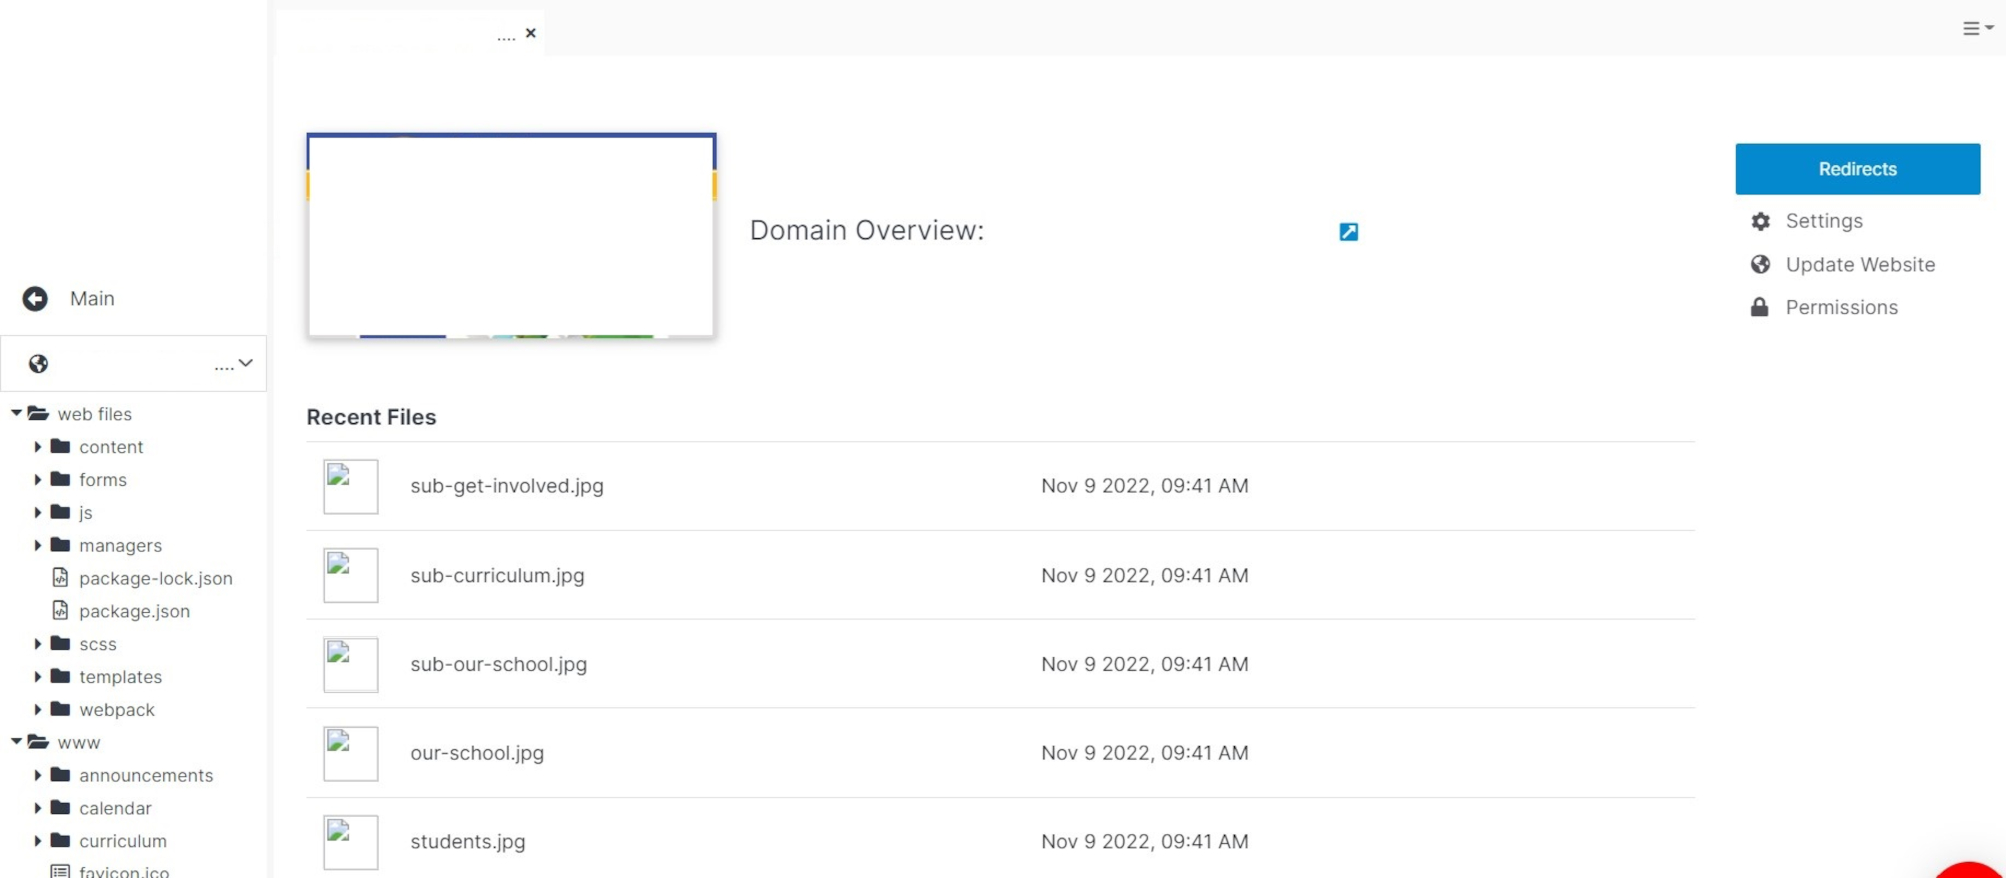 ....
Main
....
web files
content
forms
js
managers
package-lock.json
package.json
scss
templates
webpack
www
announcements
calendar
curriculum
favicon.ico
Domain Overview:
Redirects
Settings
Update Website
Permissions
Recent Files
sub-get-involved.jpg Nov 9 2022, 09:41 AM
sub-curriculum.jpg Nov 9 2022, 09:41 AM
sub-our-school.jpg Nov 9 2022, 09:41 AM
our-school.jpg Nov 9 2022, 09:41 AM
students.jpg Nov 9 2022, 09:41 AM